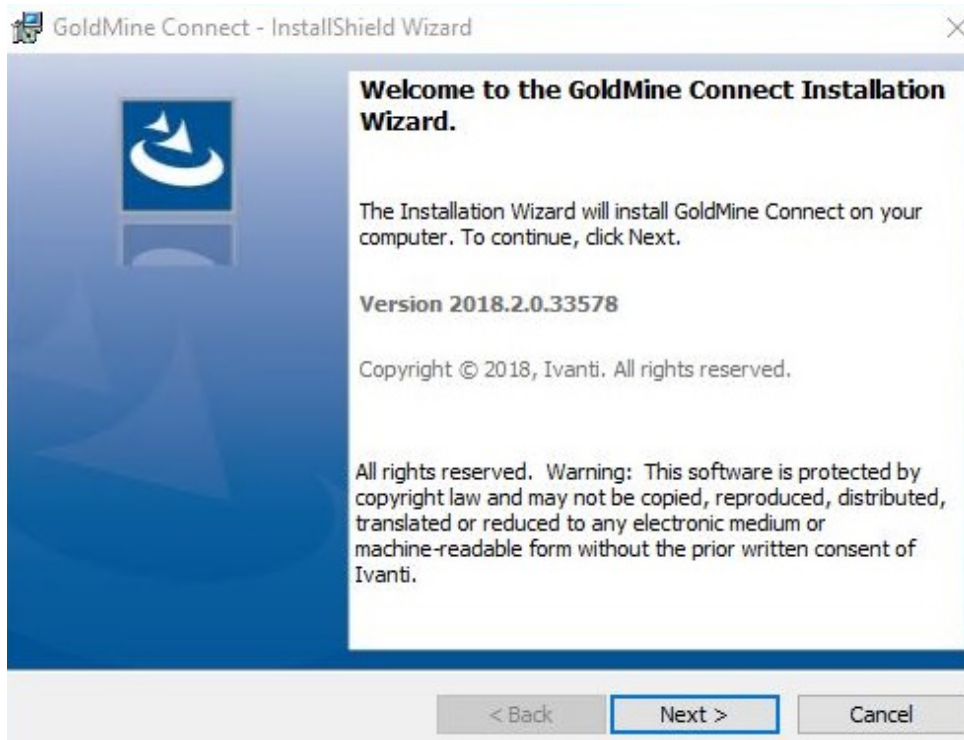 GoldMine Connect - InstallShield Wizard
Welcome to the GoldMine Connect Installation
Wizard.
The Installation Wizard will install GoldMine Connect on your
computer. To continue, click Next.
Version 2018.2.0.33578
Copyright © 2018, Ivanti. All rights reserved.
All rights reserved.  Warning:  This software is protected by
copyright law and may not be copied, reproduced, distributed,
translated or reduced to any electronic medium or
machine-readable form without the prior written consent of
Ivanti.
< Back
Next >
Cancel